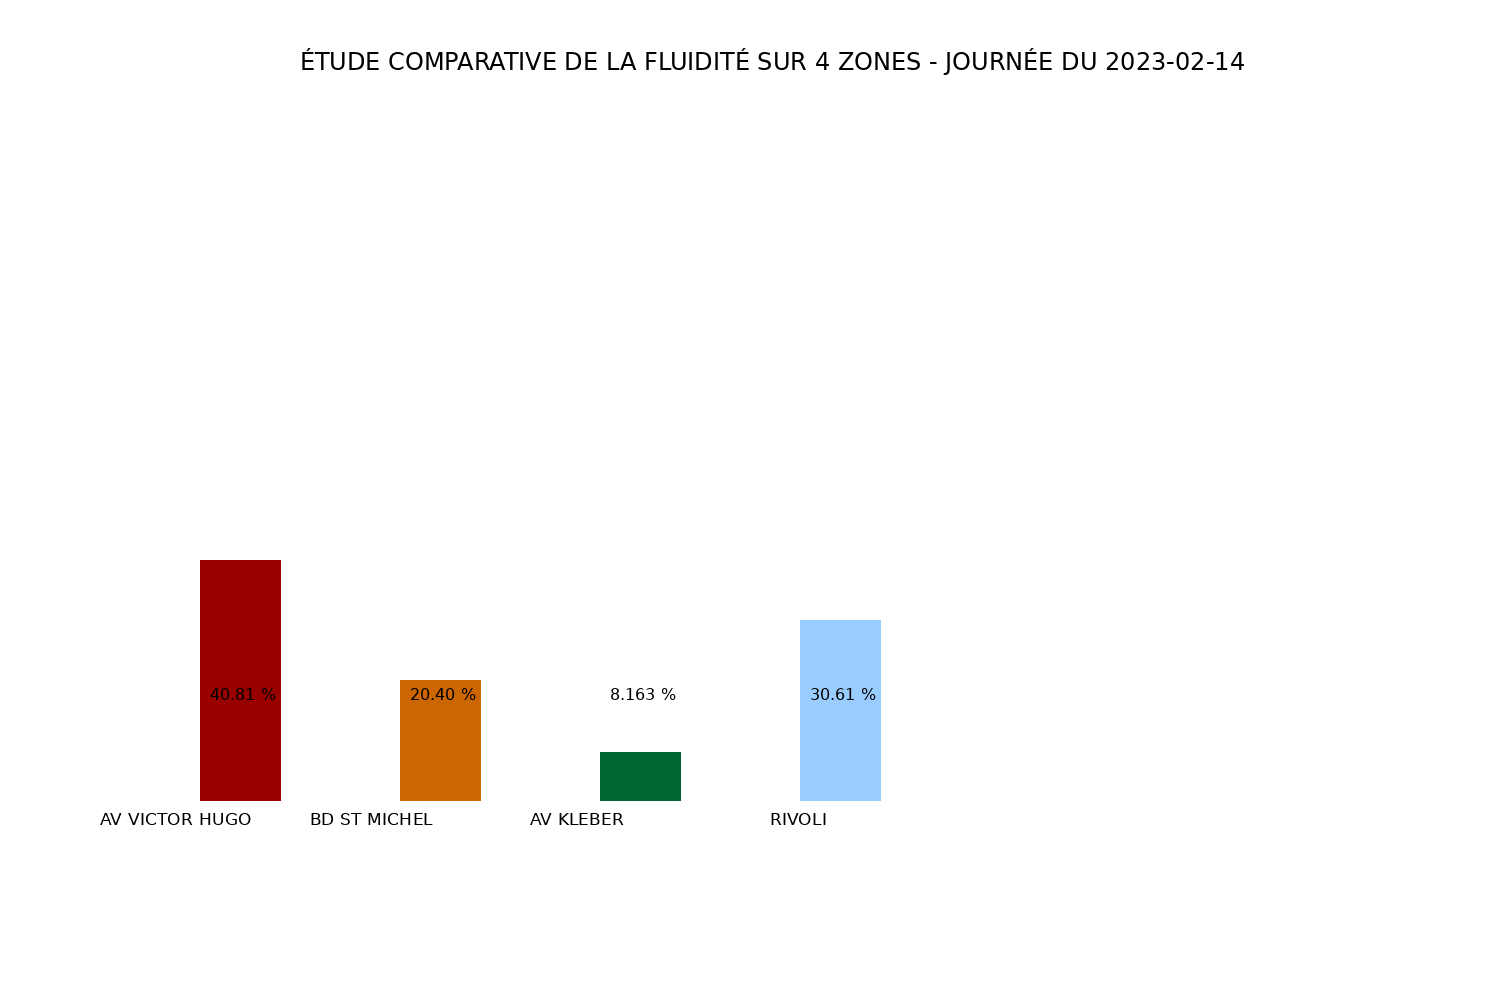 ÉTUDE COMPARATIVE DE LA FLUIDITÉ SUR 4 ZONES - JOURNÉE DU 2023-02-14
40.81 % 20.40 % 8.163 % 30.61 %
AV VICTOR HUGO BD ST MICHEL AV KLEBER RIVOLI